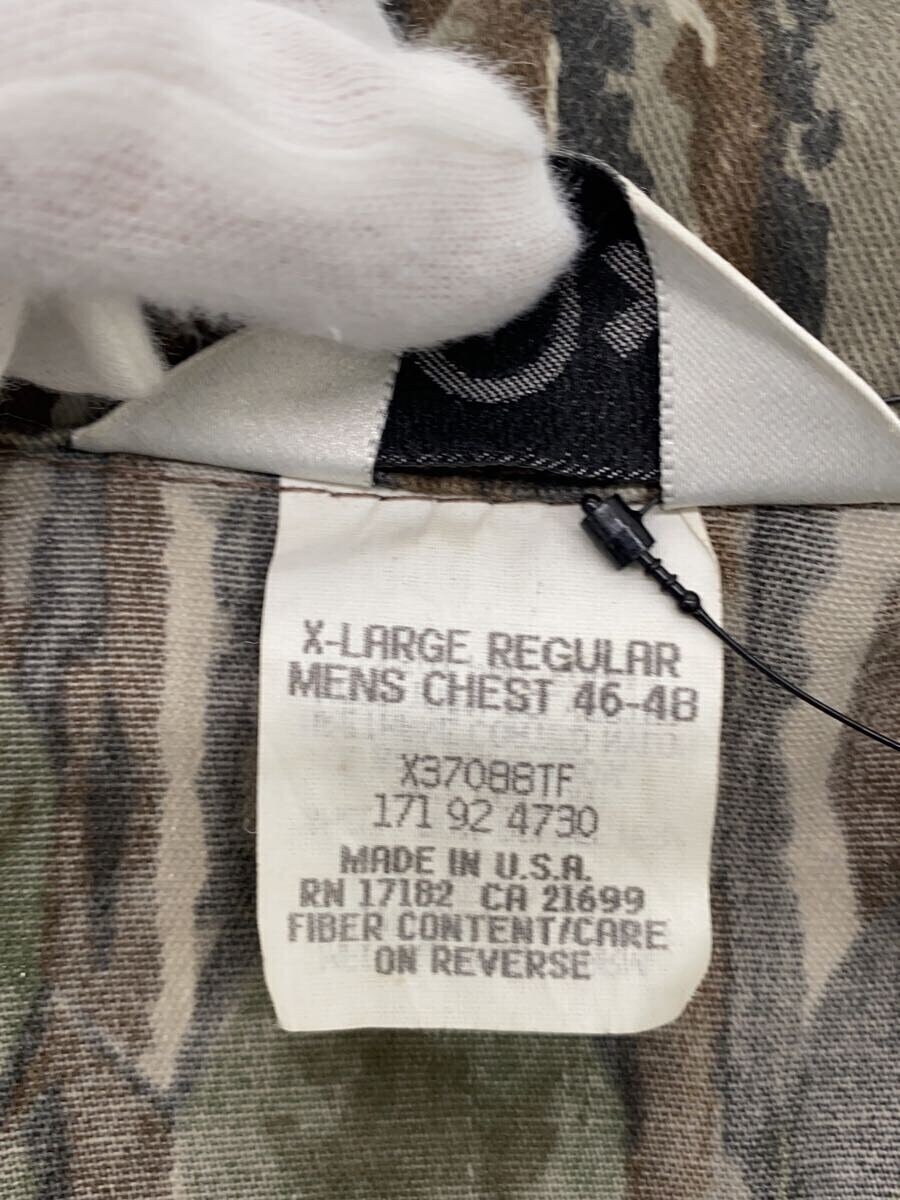 X-LARGE REGULAR
MENS CHEST 46-48
X37088TF
171 92 4730
MADE IN U.S.A.
RN 17182 CA 21699
FIBER CONTENT/CARE
ON REVERSE